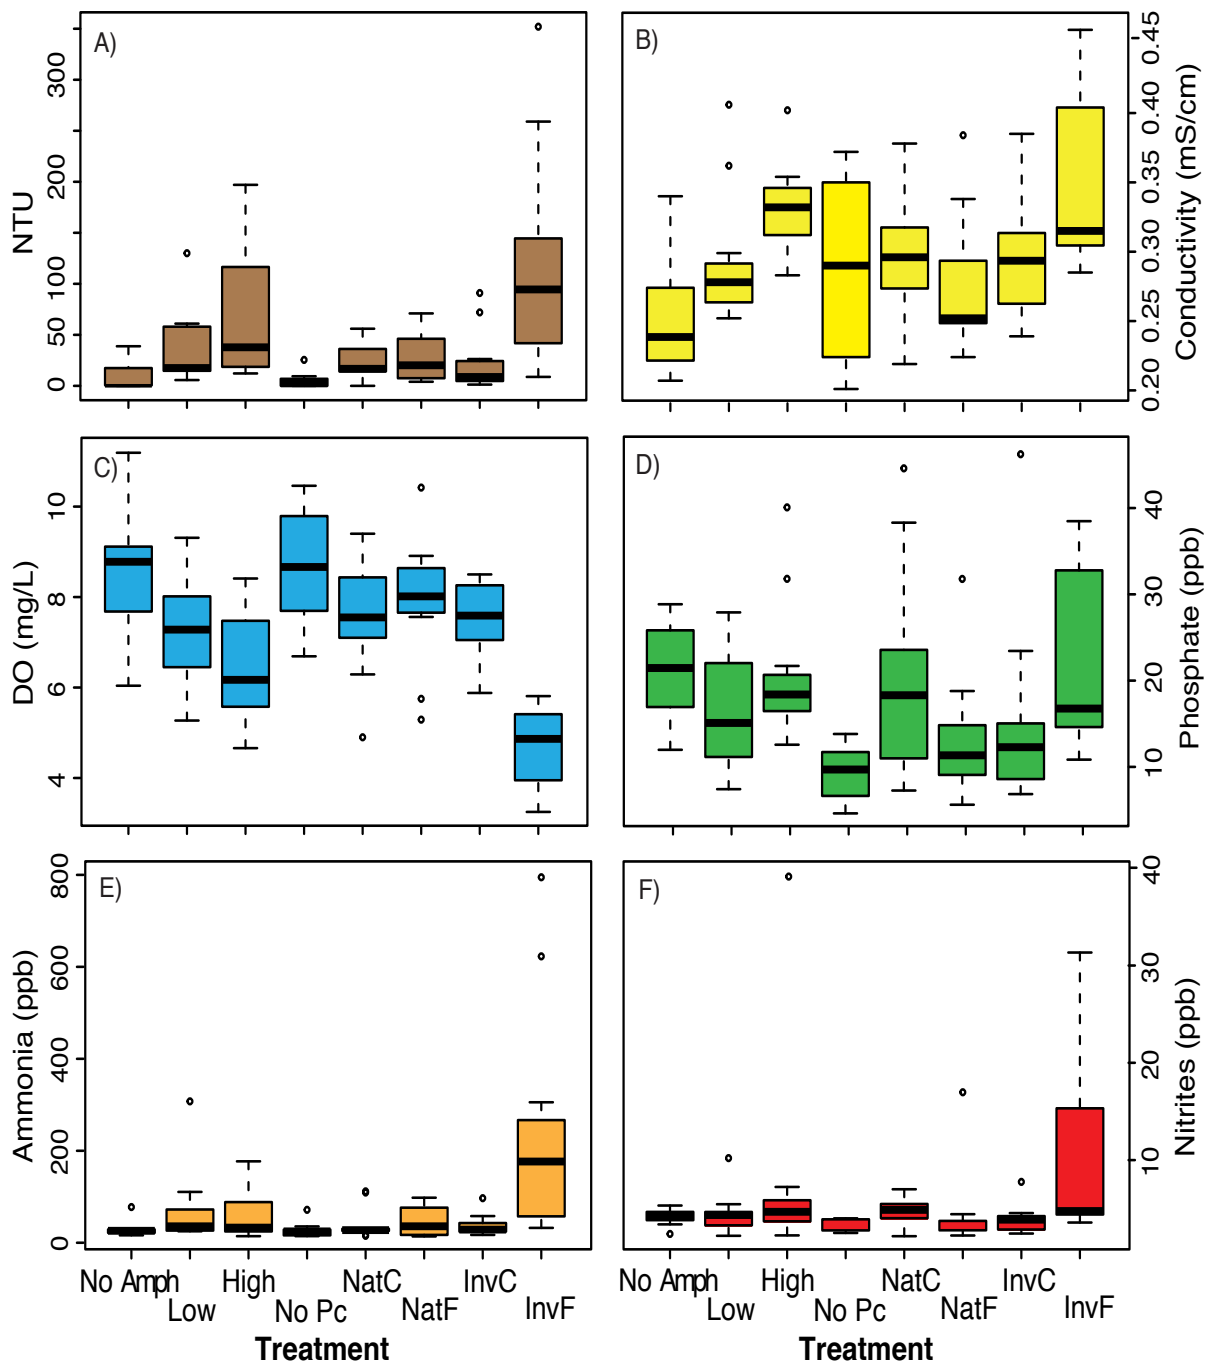 A)
NTU
0
50
100
200
300
B)
Conductivity (mS/cm)
0.20
0.25
0.30
0.35
0.40
0.45
C)
DO (mg/L)
4
6
8
10
D)
Phosphate (ppb)
10
20
30
40
E)
Ammonia (ppb)
0
200
400
600
800
F)
Nitrites (ppb)
10
20
30
40
No Amph
Low
High
No Pc
NatC
NatF
InvC
InvF
Treatment
No Amph
Low
High
No Pc
NatC
NatF
InvC
InvF
Treatment